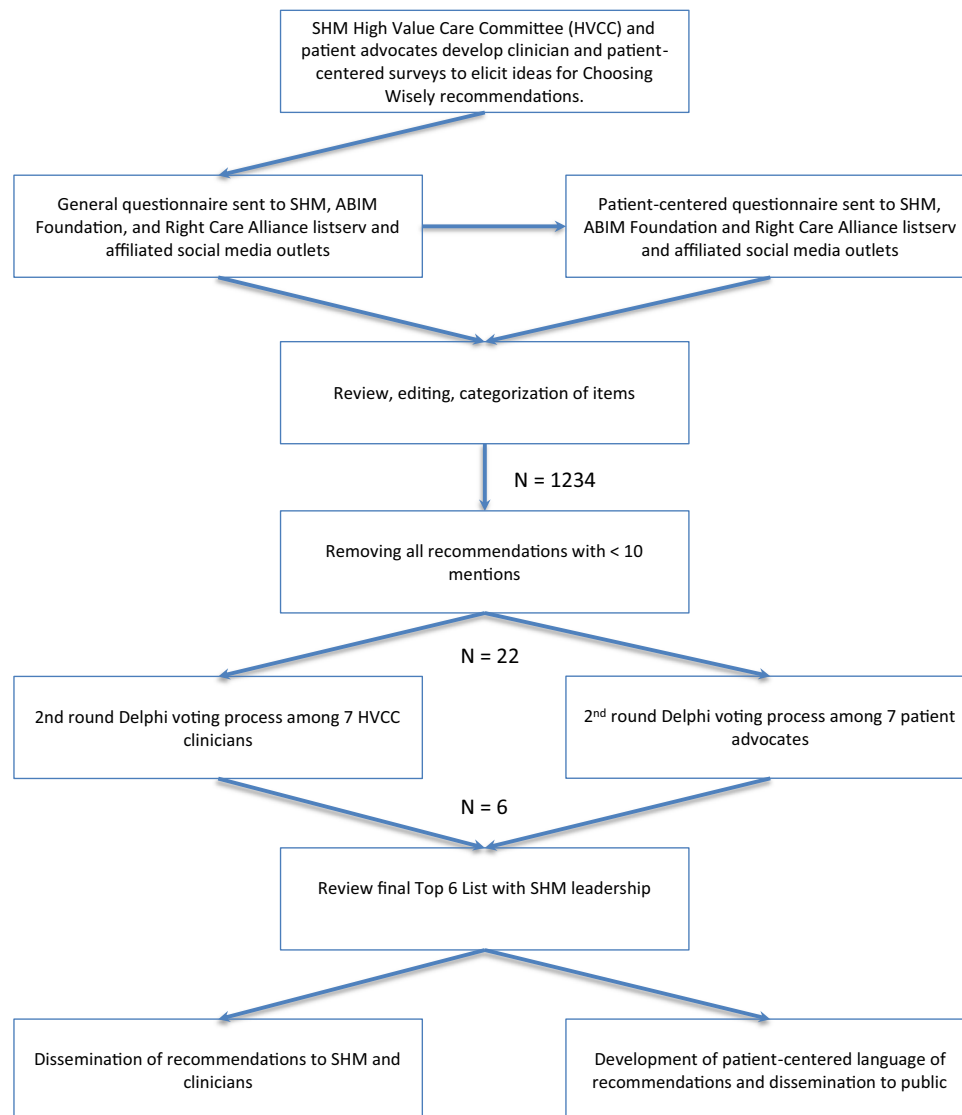 SHM High Value Care Committee (HVCC) and
patient advocates develop clinician and patient-
centered surveys to elicit ideas for Choosing
Wisely recommendations.
General questionnaire sent to SHM, ABIM
Foundation, and Right Care Alliance listserv and
affiliated social media outlets
Patient-centered questionnaire sent to SHM,
ABIM Foundation and Right Care Alliance listserv
and affiliated social media outlets
Review, editing, categorization of items
N = 1234
Removing all recommendations with < 10
mentions
N = 22
2nd round Delphi voting process among 7 HVCC
clinicians
2nd round Delphi voting process among 7 patient
advocates
N = 6
Review final Top 6 List with SHM leadership
Dissemination of recommendations to SHM and
clinicians
Development of patient-centered language of
recommendations and dissemination to public